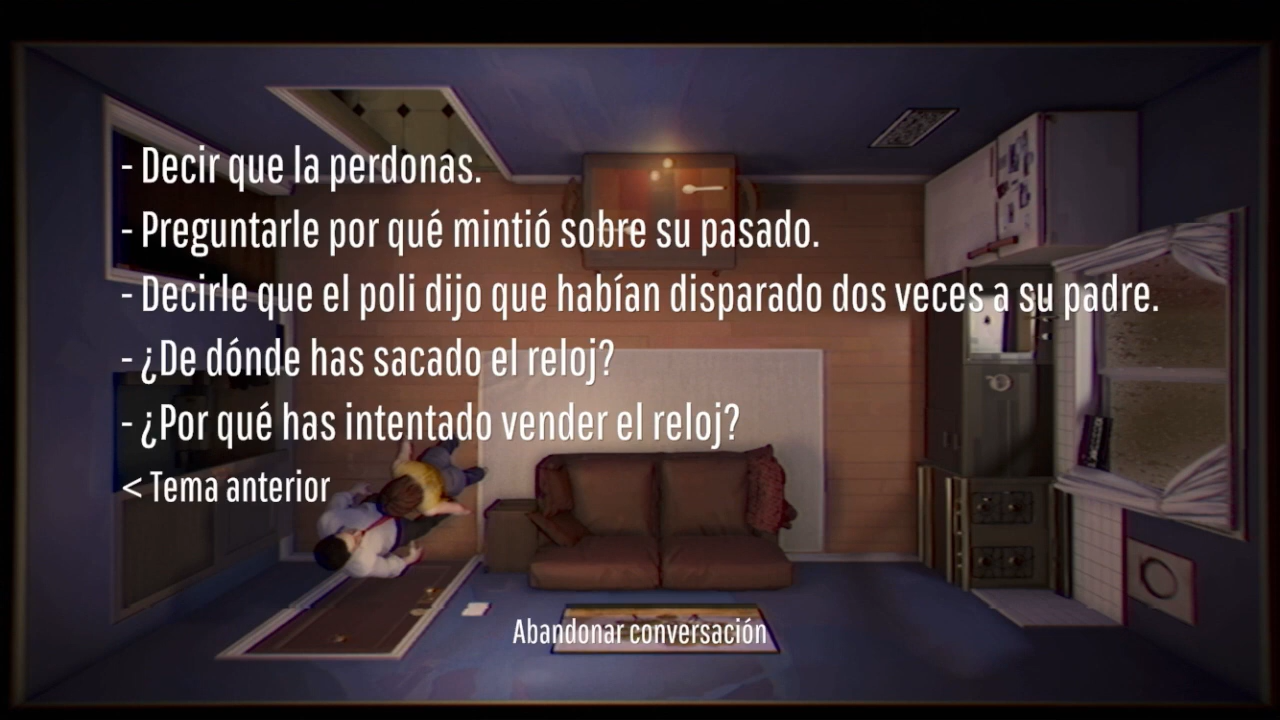 - Decir que la perdonas.
- Preguntarle por qué mintió sobre su pasado.
- Decirle que el poli dijo que habían disparado dos veces a su padre.
- ¿De dónde has sacado el reloj?
- ¿Por qué has intentado vender el reloj?
< Tema anterior
Abandonar conversación